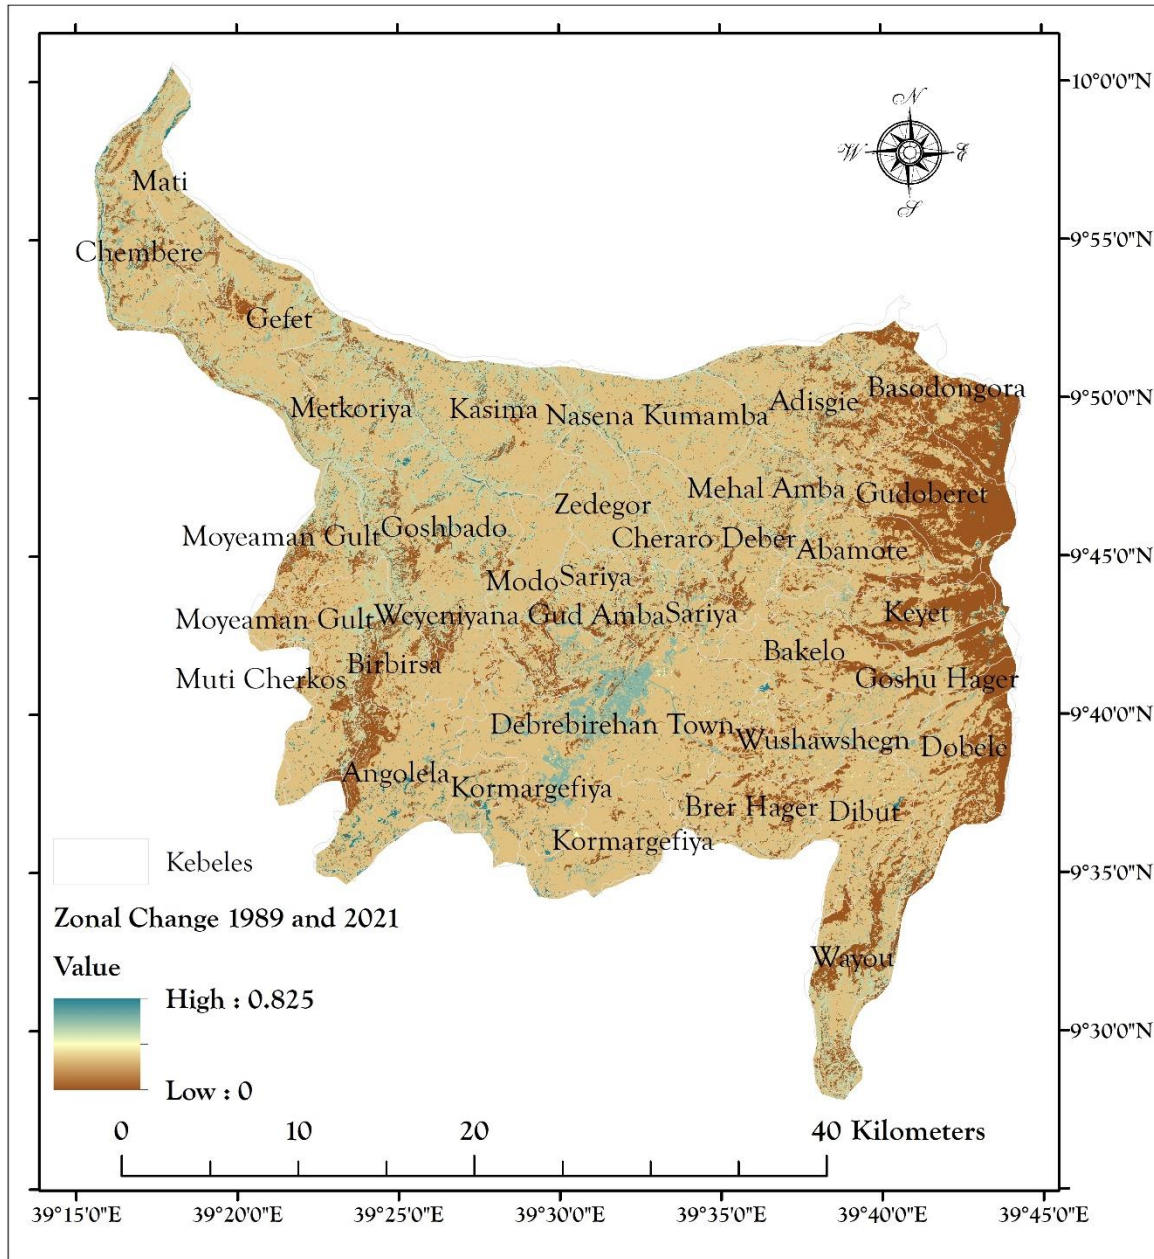 10°0'0"N
N
W
E
S
Mati
9°55'0"N
Chembere
Gefet
Basodongora
9°50'0"N
Metkoriya
Kasima
Nasena Kumamba
Adisgie
Mehal Amba
Gudoberet
Zedegor
Moyeaman Gult
Goshbado
Cheraro Deber
Abamote
9°45'0"N
Modo
Sariya
Moyeaman Gult
Weyeniyana Gud Amba
Sariya
Keyet
Bakelo
Muti Cherkos
Birbirsa
Goshu Hager
9°40'0"N
Debrebirehan Town
Wushawshegn
Dobele
Angolela
Kormargefiya
Brer Hager
Dibut
Kormargefiya
Kebeles
9°35'0"N
Zonal Change 1989 and 2021
Value
Wayou
High : 0.825
9°30'0"N
Low : 0
0
10
20
40 Kilometers
39°15'0"E
39°20'0"E
39°25'0"E
39°30'0"E
39°35'0"E
39°40'0"E
39°45'0"E